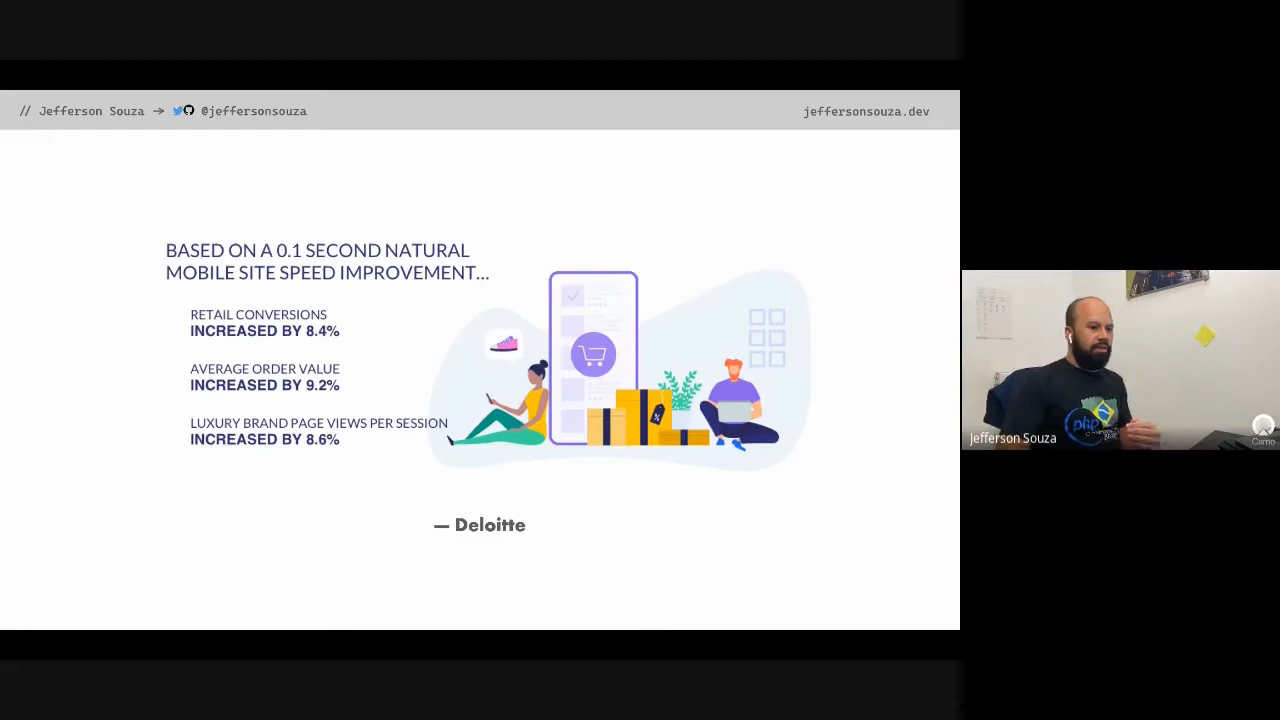 // Jefferson Souza → @jeffersonsouza
jeffersonsouza.dev
BASED ON A 0.1 SECOND NATURAL
MOBILE SITE SPEED IMPROVEMENT...
RETAIL CONVERSIONS
INCREASED BY 8.4%
AVERAGE ORDER VALUE
INCREASED BY 9.2%
LUXURY BRAND PAGE VIEWS PER SESSION
INCREASED BY 8.6%
— Deloitte
Jefferson Souza
php
Camo